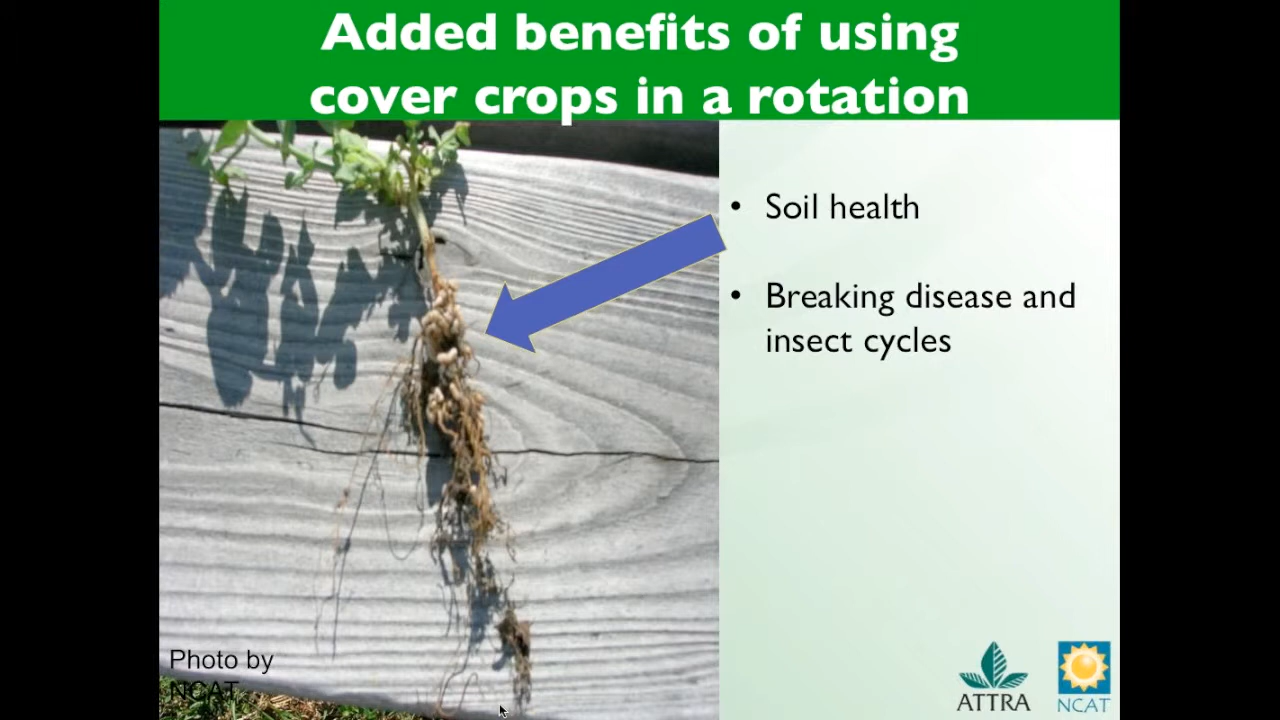 Added benefits of using
cover crops in a rotation
• Soil health
• Breaking disease and
insect cycles
Photo by
NCAT
ATTRA
NCAT